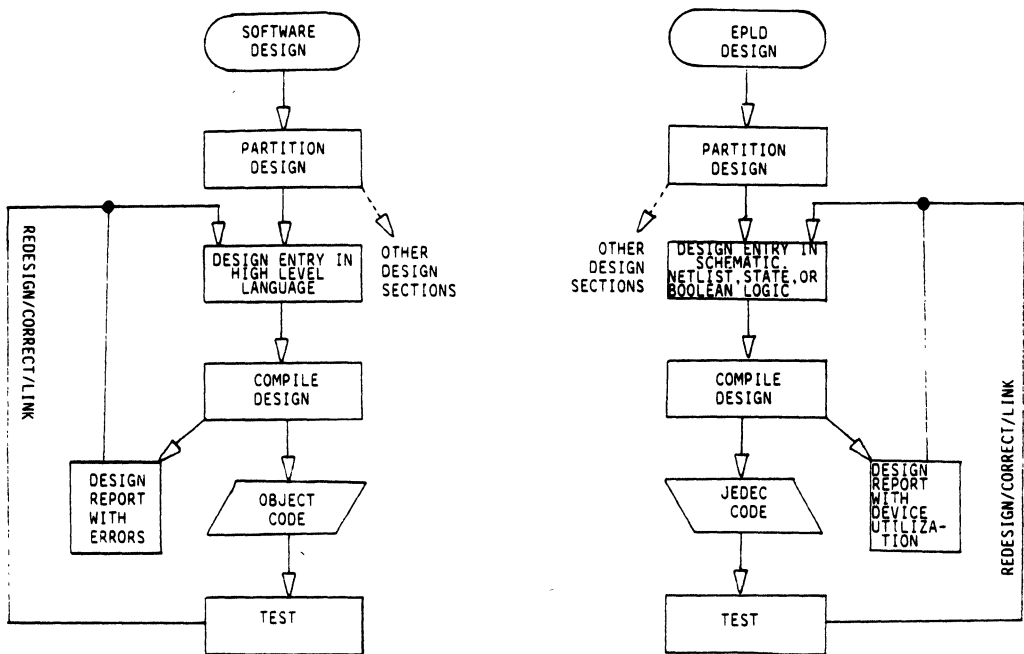 SOFTWARE
DESIGN
PARTITION
DESIGN
OTHER
DESIGN
SECTIONS
DESIGN ENTRY IN
HIGH LEVEL
LANGUAGE
REDESIGN/CORRECT/LINK
COMPILE
DESIGN
DESIGN
REPORT
WITH
ERRORS
OBJECT
CODE
TEST
EPLD
DESIGN
PARTITION
DESIGN
OTHER
DESIGN
SECTIONS
DESIGN ENTRY IN
SCHEMATIC,
NETLIST,STATE,OR
BOOLEAN LOGIC
COMPILE
DESIGN
JEDEC
CODE
DESIGN
REPORT
WITH
DEVICE
UTILIZA-
TION
REDESIGN/CORRECT/LINK
TEST